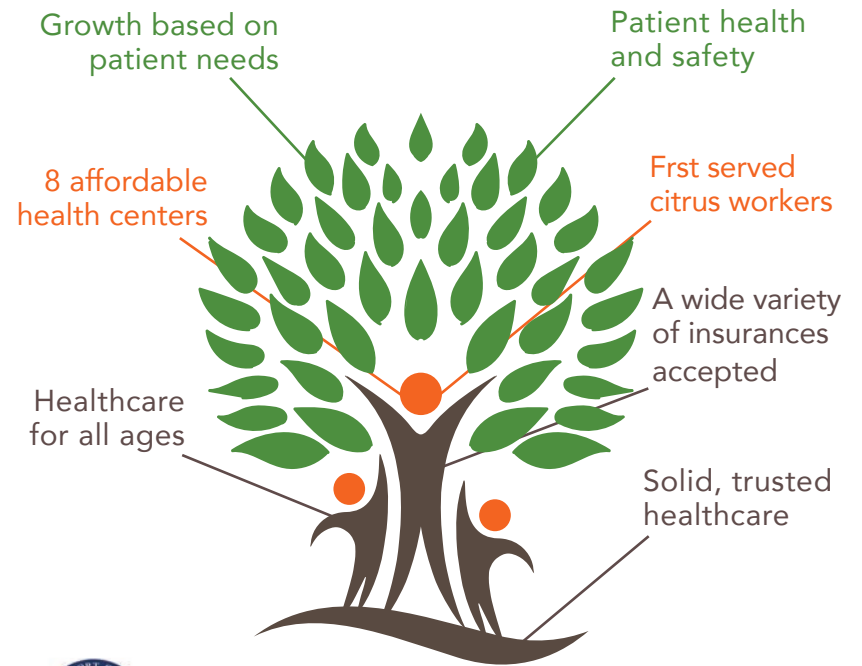 Growth based on
patient needs
Patient health
and safety
8 affordable
health centers
Frst served
citrus workers
A wide variety
of insurances
accepted
Healthcare
for all ages
Solid, trusted
healthcare